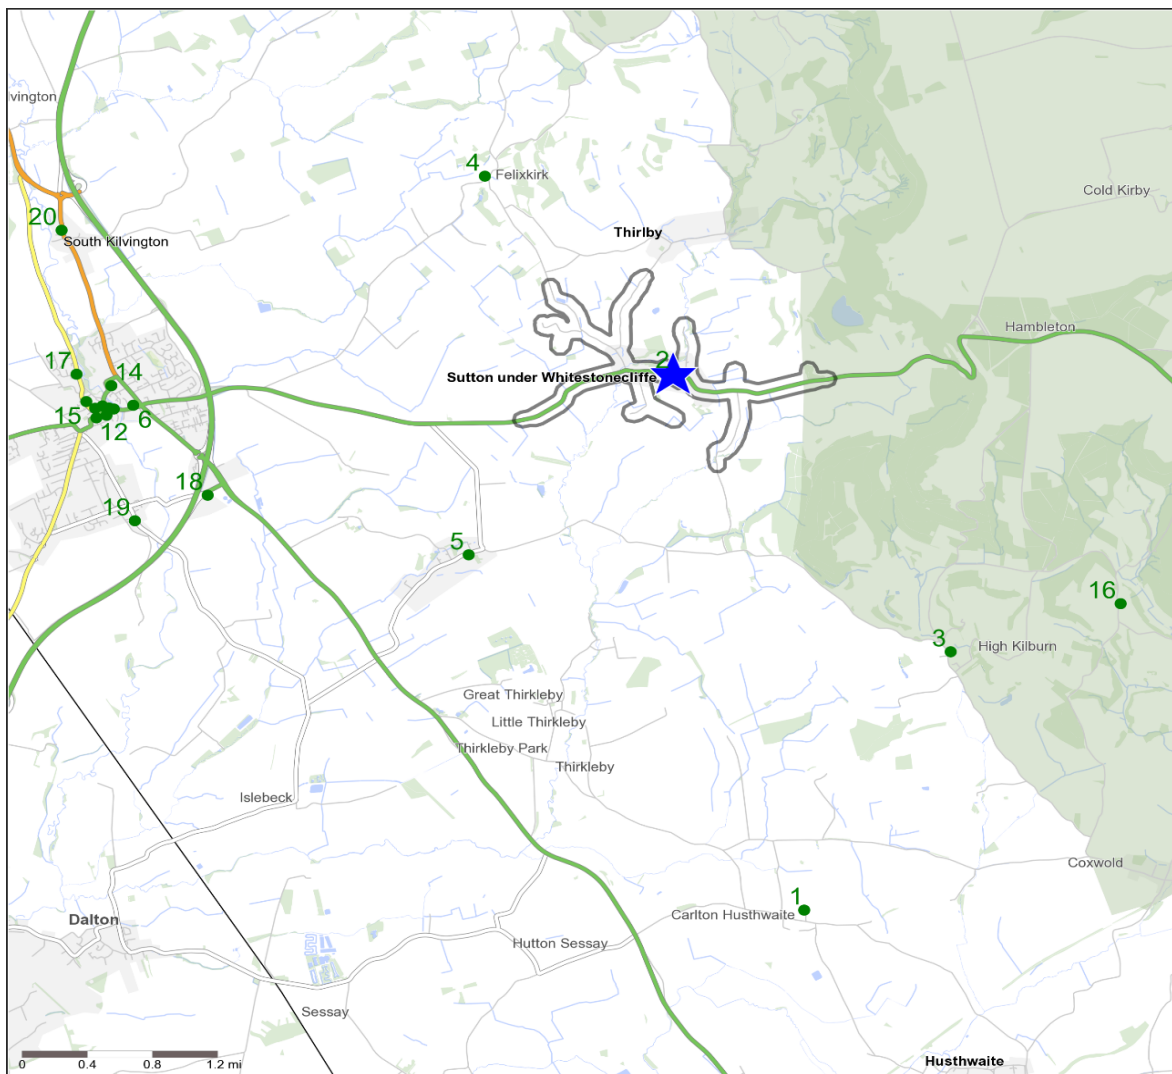 ilvington
4
Felixkirk
Cold Kirby
20
South Kilvington
Thirlby
Hambleton
2
Sutton under Whitestonecliffe
17
14
15
12
6
18
19
5
16
3
High Kilburn
Great Thirkleby
Little Thirkleby
Thirkleby Park
Thirkleby
Islebeck
Coxwold
1
Carlton Husthwaite
Dalton
Hutton Sessay
Sessay
0 0.4 0.8 1.2 mi
Husthwaite